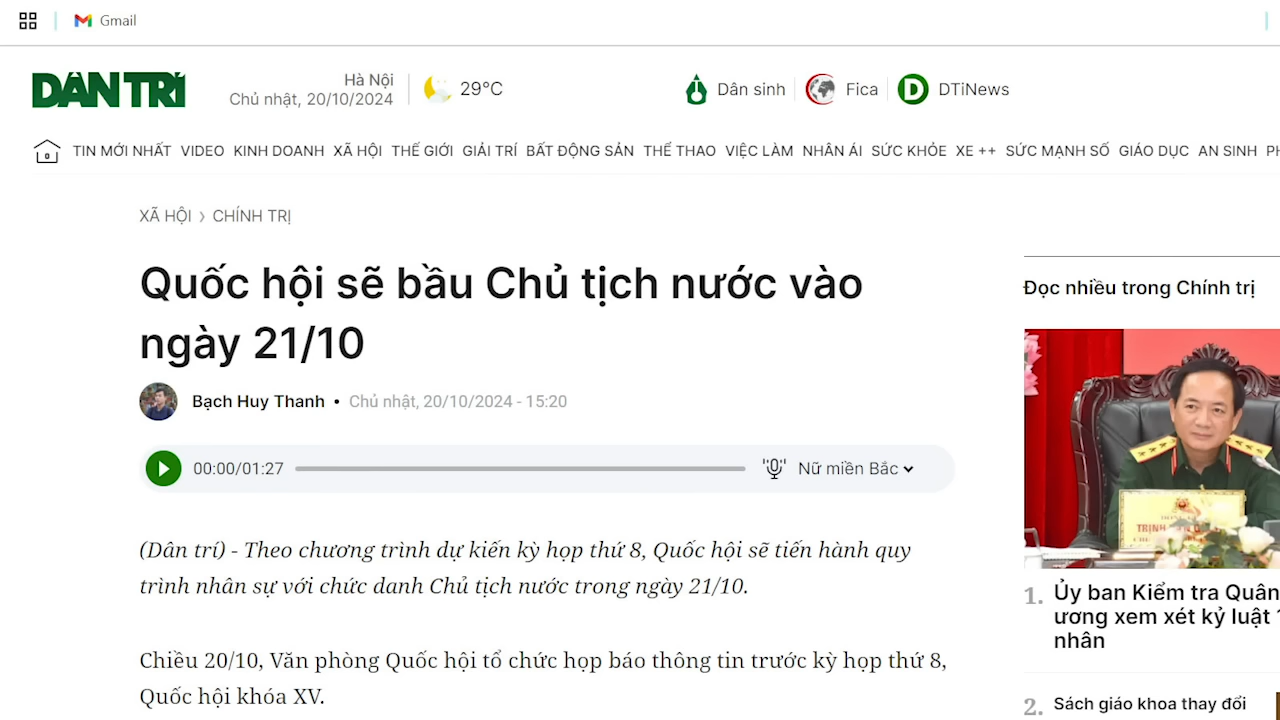 Gmail
DÂN TRÍ
Hà Nội
Chủ nhật, 20/10/2024
29°C
Dân sinh
Fica
DTiNews
TIN MỚI NHẤT VIDEO KINH DOANH XÃ HỘI THẾ GIỚI GIẢI TRÍ BẤT ĐỘNG SẢN THỂ THAO VIỆC LÀM NHÂN ÁI SỨC KHỎE XE ++ SỨC MẠNH SỐ GIÁO DỤC AN SINH PH
XÃ HỘI › CHÍNH TRỊ
Quốc hội sẽ bầu Chủ tịch nước vào
ngày 21/10
Bạch Huy Thanh • Chủ nhật, 20/10/2024 - 15:20
00:00/01:27
Nữ miền Bắc
(Dân trí) - Theo chương trình dự kiến kỳ họp thứ 8, Quốc hội sẽ tiến hành quy
trình nhân sự với chức danh Chủ tịch nước trong ngày 21/10.
Chiều 20/10, Văn phòng Quốc hội tổ chức họp báo thông tin trước kỳ họp thứ 8,
Quốc hội khóa XV.
Đọc nhiều trong Chính trị
TRỊNH
1. Ủy ban Kiểm tra Quân
ương xem xét kỷ luật 1
nhân
2. Sách giáo khoa thay đổi